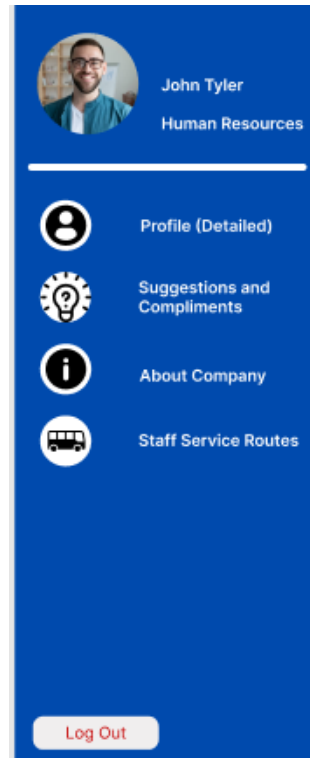 John Tyler
Human Resources
Profile (Detailed)
Suggestions and
Compliments
About Company
Staff Service Routes
Log Out